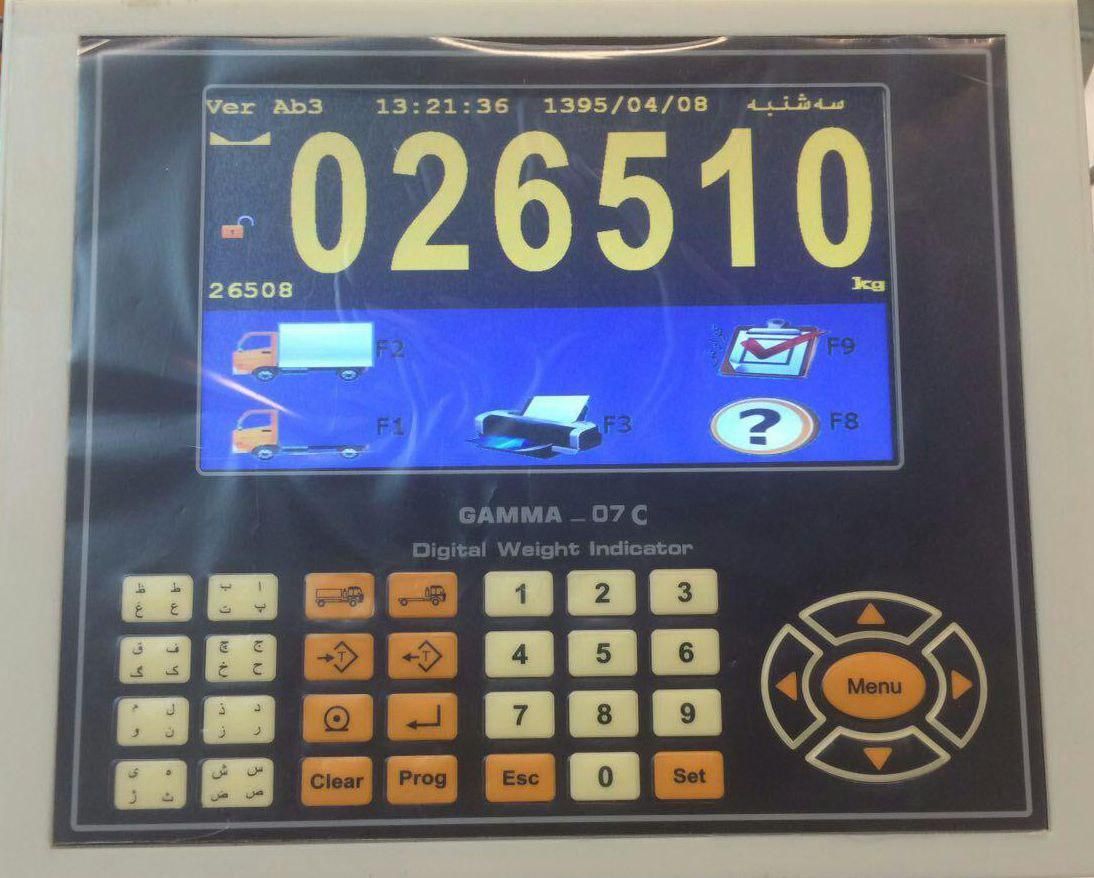 Ver Ab3 13:21:36 1395/04/08 سه شنبه
026510
26508 kg
F2 F9
F1 F3 ? F8
GAMMA _ 07 C
Digital Weight Indicator
ظ ط ب ا 1 2 3
غ ع ت پ
ق ف چ ج T T 4 5 6
گ ک خ ح Menu
م ل ذ د 7 8 9
و ن ز ر
ی ه ش س Clear Prog Esc 0 Set
ژ ث ض ص